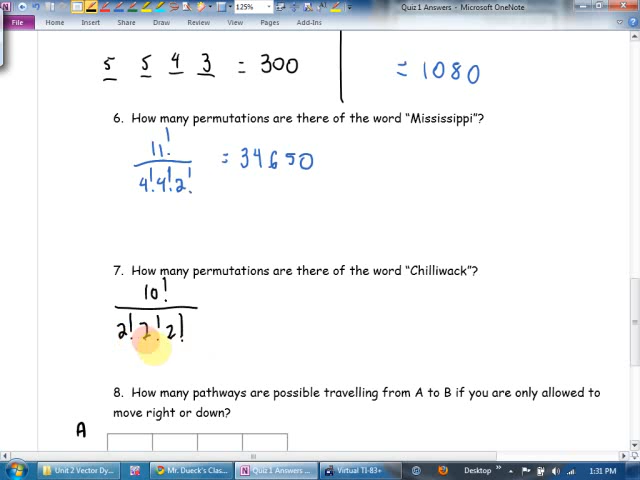 Quiz 1 Answers - Microsoft OneNote
File Home Insert Share Draw Review View Add-Ins
125%
5 5 4 3 = 300
= 1080
6. How many permutations are there of the word “Mississippi”?
11!
4!4!2!
= 34650
7. How many permutations are there of the word “Chilliwack”?
10!
2! 2! 2!
8. How many pathways are possible travelling from A to B if you are only allowed to
move right or down?
A
Unit 2 Vector Dy... Mr. Dueck's Clas... Quiz 1 Answers ... Virtual TI-83+ Desktop 1:31 PM